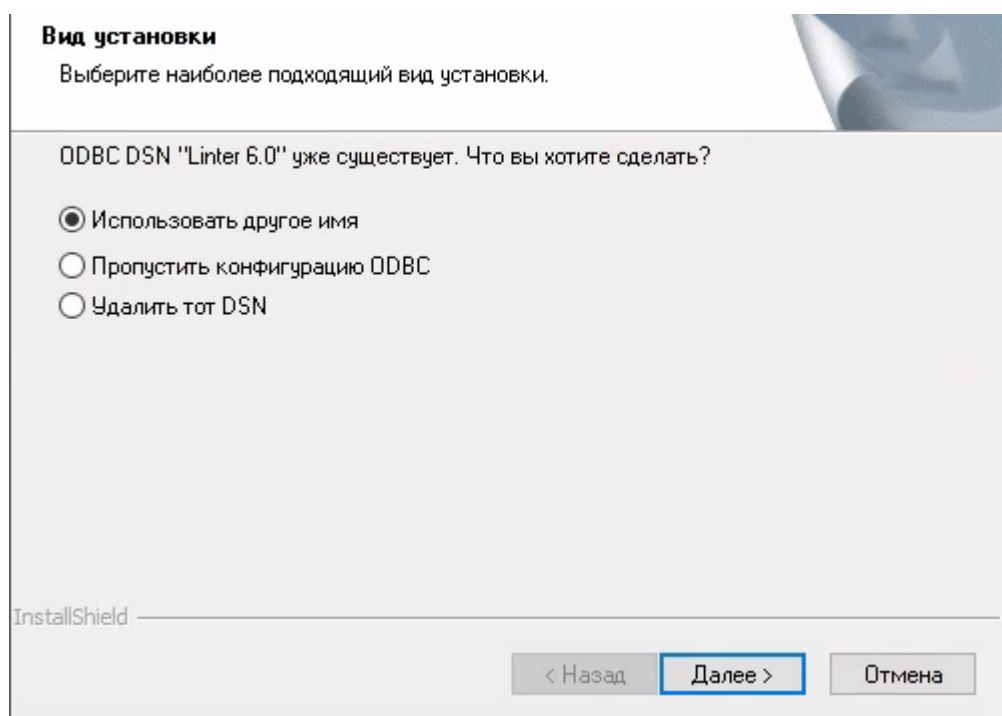 Вид установки
Выберите наиболее подходящий вид установки.
ODBC DSN "Linter 6.0" уже существует. Что вы хотите сделать?
Использовать другое имя
Пропустить конфигурацию ODBC
Удалить тот DSN
InstallShield
< Назад
Далее >
Отмена